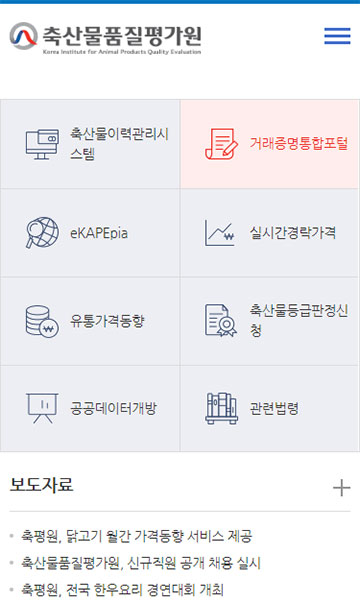 축산물품질평가원
Korea Institute for Animal Products Quality Evaluation
축산물이력관리시
스템
거래증명통합포털
eKAPEpia
실시간경락가격
유통가격동향
축산물등급판정신
청
공공데이터개방
관련법령
보도자료
축평원, 닭고기 월간 가격동향 서비스 제공
축산물품질평가원, 신규직원 공개 채용 실시
축평원, 전국 한우요리 경연대회 개최